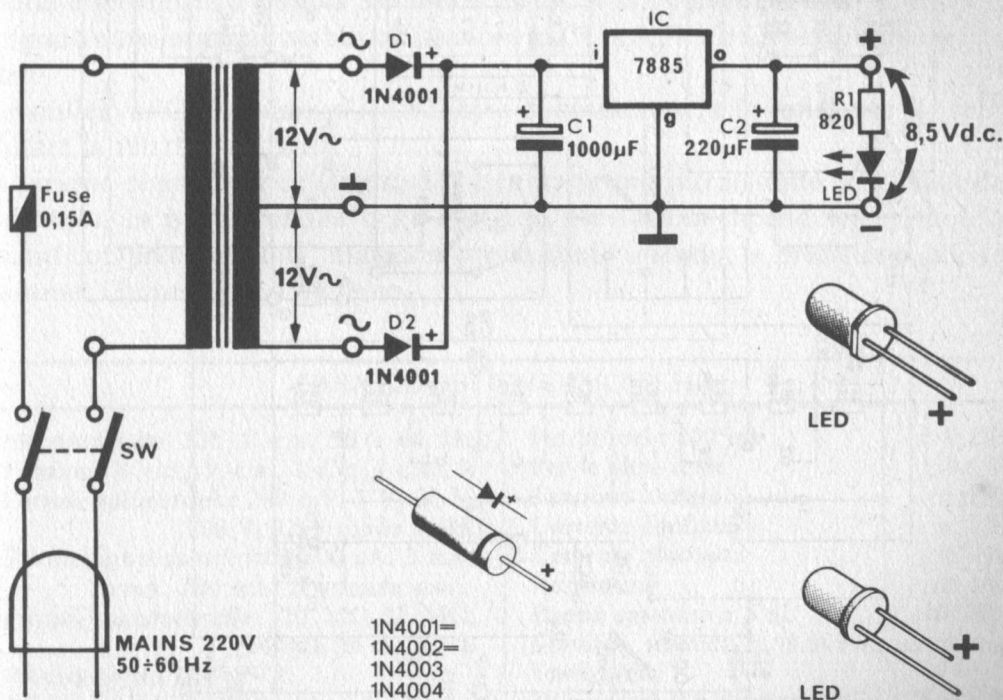 D1
1N4001
IC
7885
i
o
g
+
C1
1000µF
+
C2
220µF
+
+
R1
820
8,5Vd.c.
LED
−
12V~
12V~
Fuse
0,15A
D2
1N4001
+
SW
LED
+
MAINS 220V
50÷60 Hz
+
1N4001=
1N4002=
1N4003
1N4004
+
LED